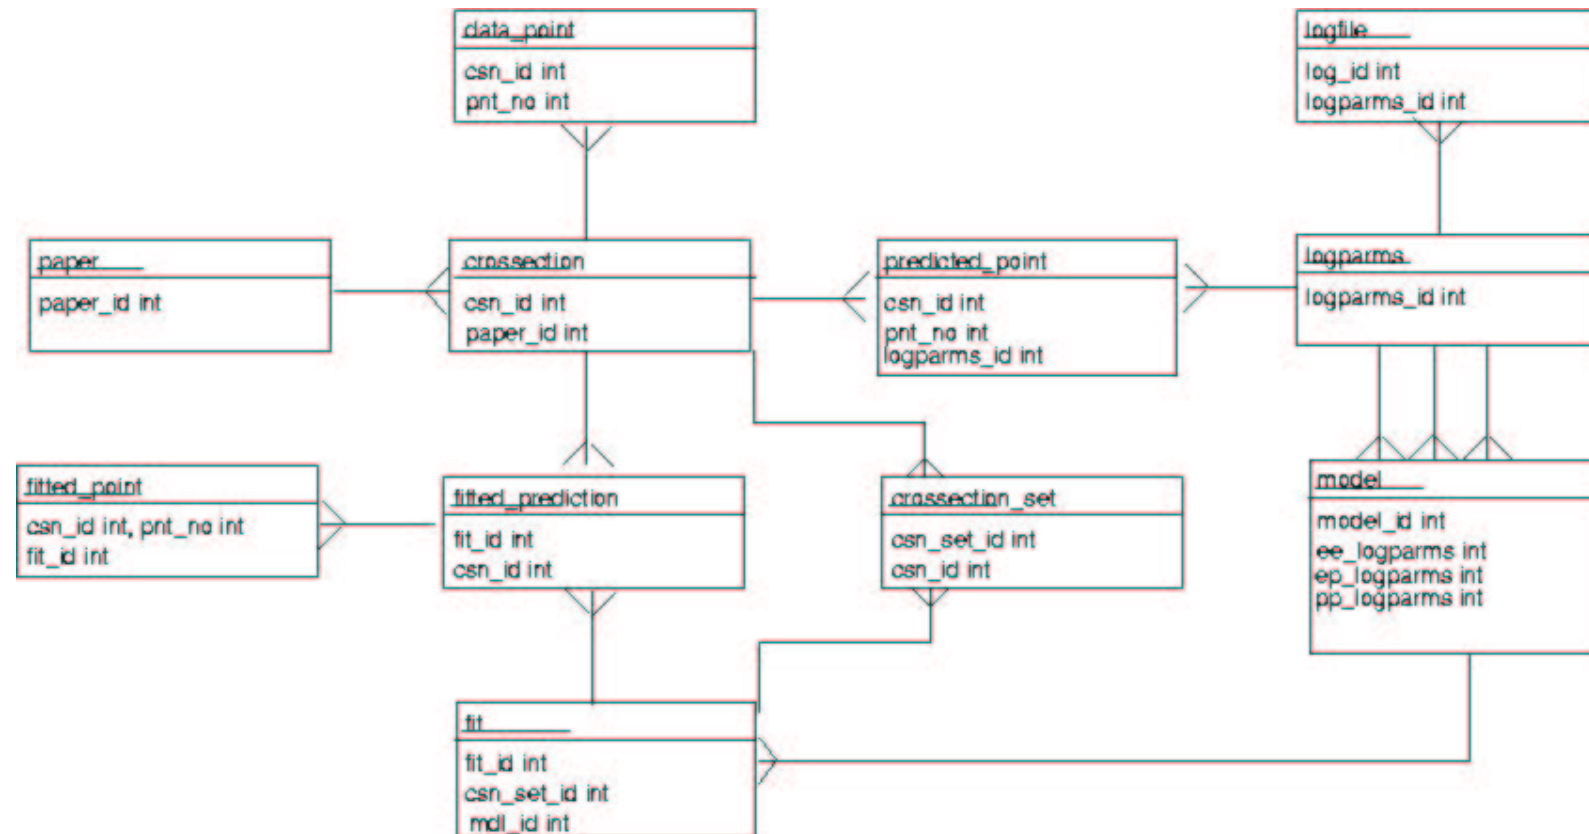 data_point
csn_id int
pnt_no int
logfile
log_id int
logparms_id int
paper
paper_id int
crossection
csn_id int
paper_id int
predicted_point
csn_id int
pnt_no int
logparms_id int
logparms
logparms_id int
fitted_point
csn_id int, pnt_no int
fit_id int
fitted_prediction
fit_id int
csn_id int
crossection_set
csn_set_id int
csn_id int
model
model_id int
ee_logparms int
ep_logparms int
pp_logparms int
fit
fit_id int
csn_set_id int
mdl_id int